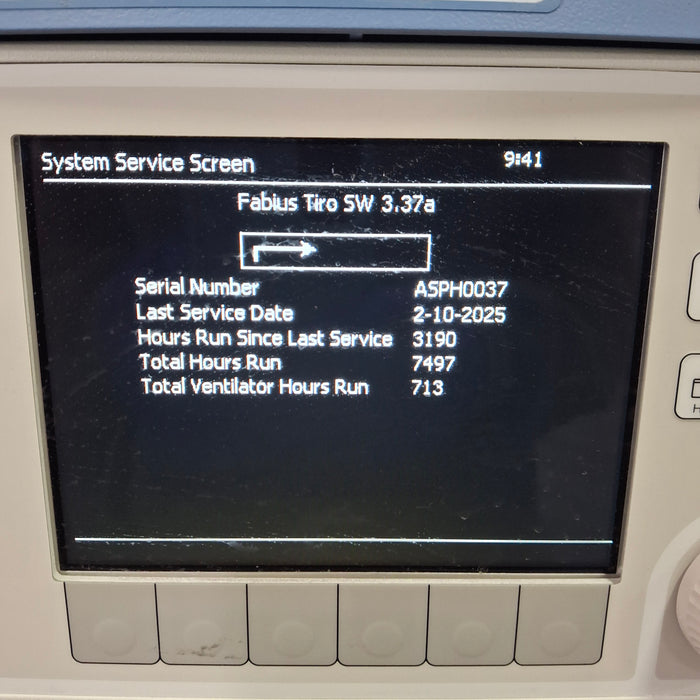 System Service Screen 9:41
Fabius Tiro SW 3.37a
Serial Number ASPH0037
Last Service Date 2-10-2025
Hours Run Since Last Service 3190
Total Hours Run 7497
Total Ventilator Hours Run 713